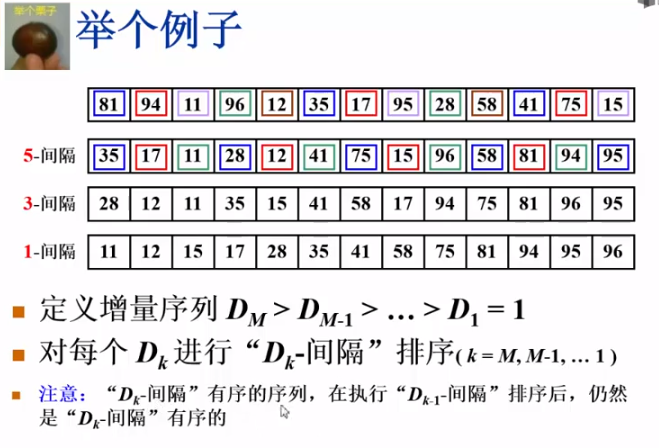 举个栗子
举个例子
81 94 11 96 12 35 17 95 28 58 41 75 15
5-间隔 35 17 11 28 12 41 75 15 96 58 81 94 95
3-间隔 28 12 11 35 15 41 58 17 94 75 81 96 95
1-间隔 11 12 15 17 28 35 41 58 75 81 94 95 96
定义增量序列 D_M > D_{M-1} > … > D_1 = 1
对每个 D_k 进行“D_k-间隔”排序( k = M, M-1, … 1 )
注意：“D_k-间隔”有序的序列，在执行“D_{k-1}-间隔”排序后，仍然
是“D_k-间隔”有序的